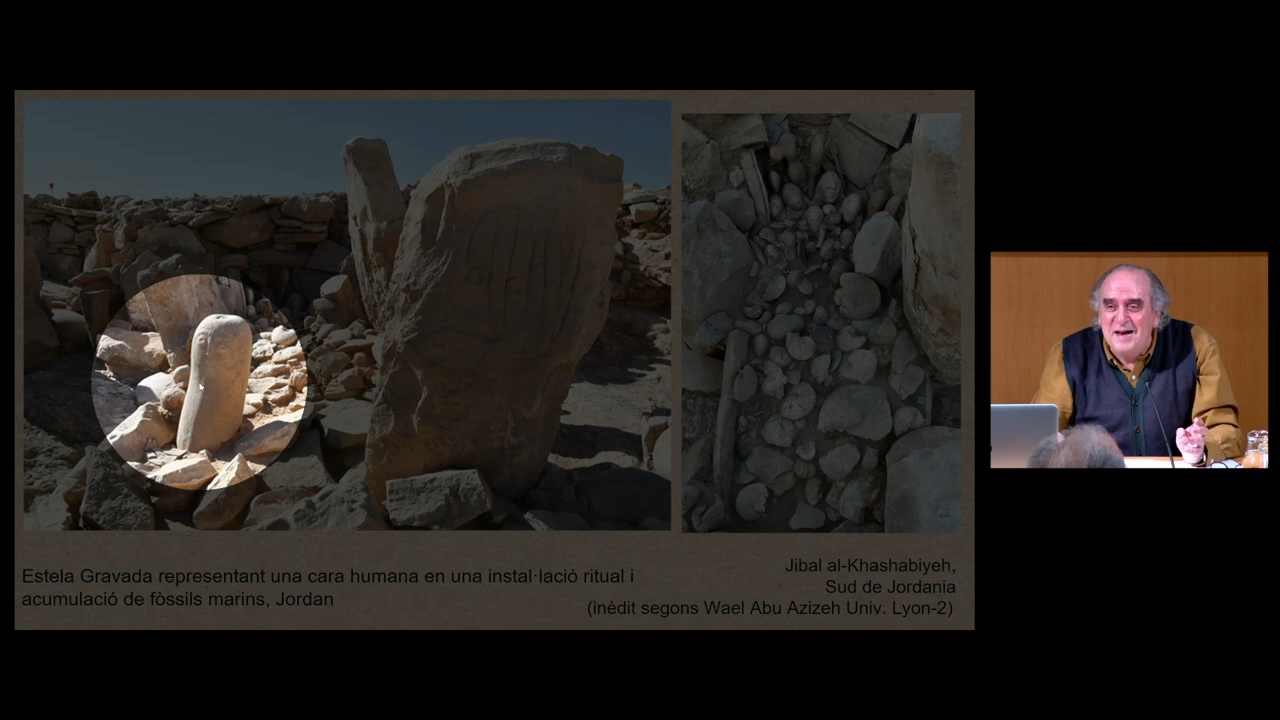 Estela Gravada representant una cara humana en una instal·lació ritual i
acumulació de fòssils marins, Jordan
Jibal al-Khashabiyeh,
Sud de Jordania
(inèdit segons Wael Abu Azizeh Univ. Lyon-2)